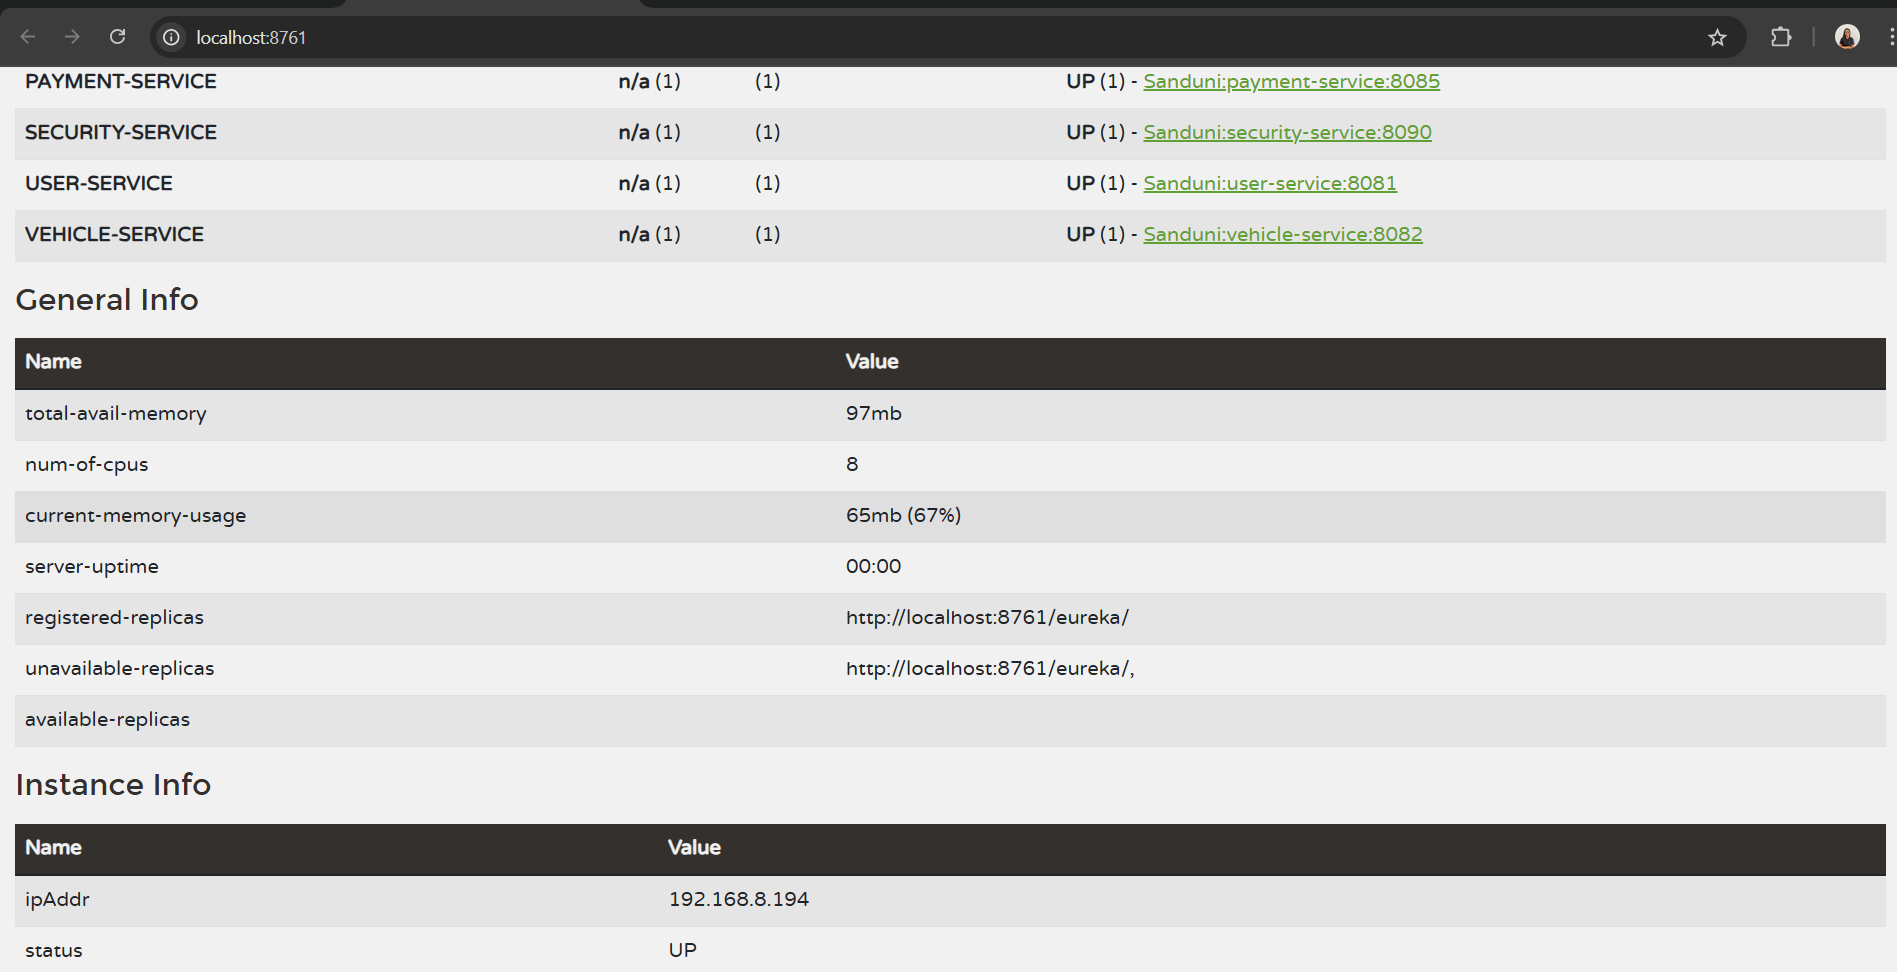 localhost:8761
PAYMENT-SERVICE n/a (1) (1) UP (1) - Sanduni:payment-service:8085
SECURITY-SERVICE n/a (1) (1) UP (1) - Sanduni:security-service:8090
USER-SERVICE n/a (1) (1) UP (1) - Sanduni:user-service:8081
VEHICLE-SERVICE n/a (1) (1) UP (1) - Sanduni:vehicle-service:8082
General Info
Name Value
total-avail-memory 97mb
num-of-cpus 8
current-memory-usage 65mb (67%)
server-uptime 00:00
registered-replicas http://localhost:8761/eureka/
unavailable-replicas http://localhost:8761/eureka/,
available-replicas
Instance Info
Name Value
ipAddr 192.168.8.194
status UP